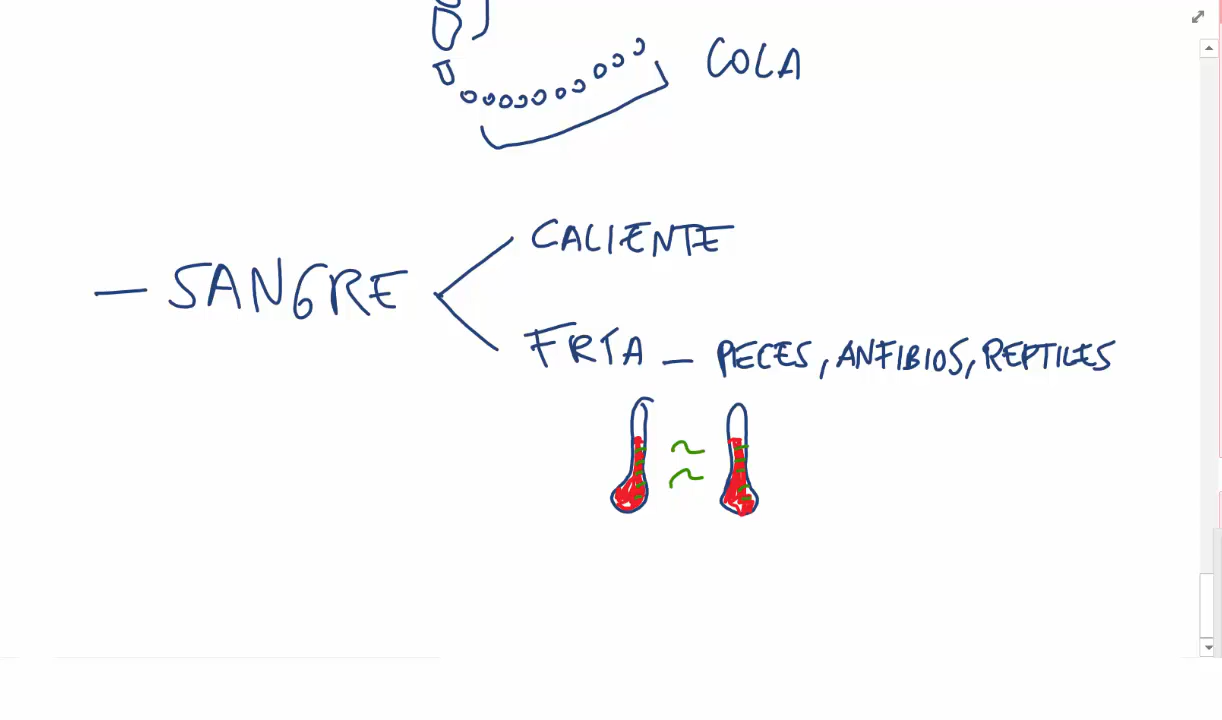 COLA
— SANGRE
CALIENTE
FRIA – PECES, ANFIBIOS, REPTILES
≈